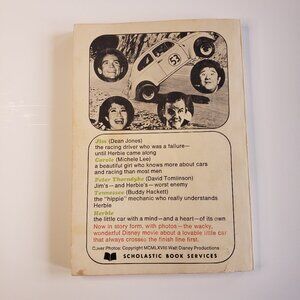 53
Jim (Dean Jones)
the racing driver who was a failure—
until Herbie came along
Carole (Michele Lee)
a beautiful girl who knows more about cars
and racing than most men
Peter Thorndyke (David Tomlinson)
Jim's—and Herbie's—worst enemy
Tennessee (Buddy Hackett)
the "hippie" mechanic who really understands
Herbie
Herbie
the little car with a mind—and a heart—of its own
Now in story form, with photos—the wacky,
wonderful Disney movie about a lovable little car
that always crosses the finish line first.
Cover Photos: Copyright MCMLXVIII Walt Disney Productions
SCHOLASTIC BOOK SERVICES